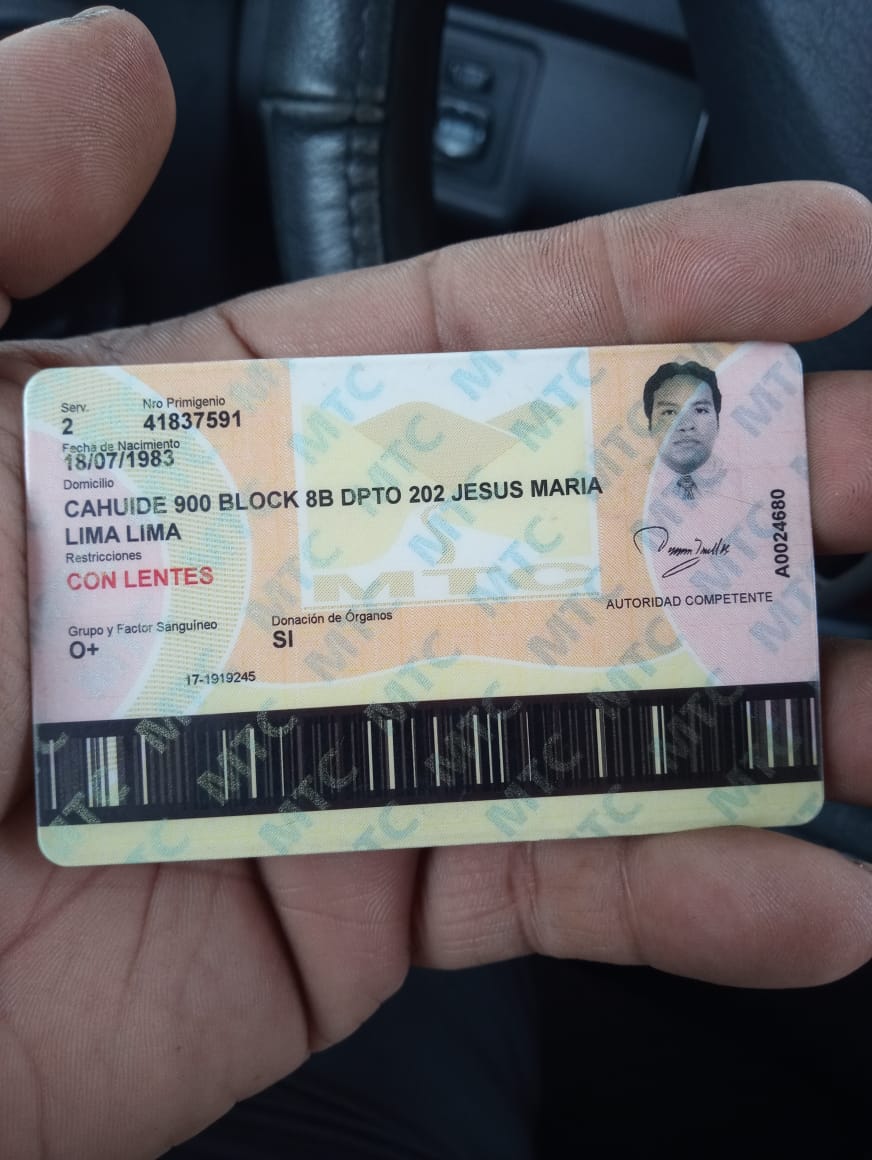 Serv. Nro Primigenio
2 41837591
Fecha de Nacimiento
18/07/1983
Domicilio
CAHUIDE 900 BLOCK 8B DPTO 202 JESUS MARIA
LIMA LIMA
Restricciones
CON LENTES
Grupo y Factor Sanguíneo Donación de Órganos
O+ SI
17-1919245
AUTORIDAD COMPETENTE
A0024680
MTC